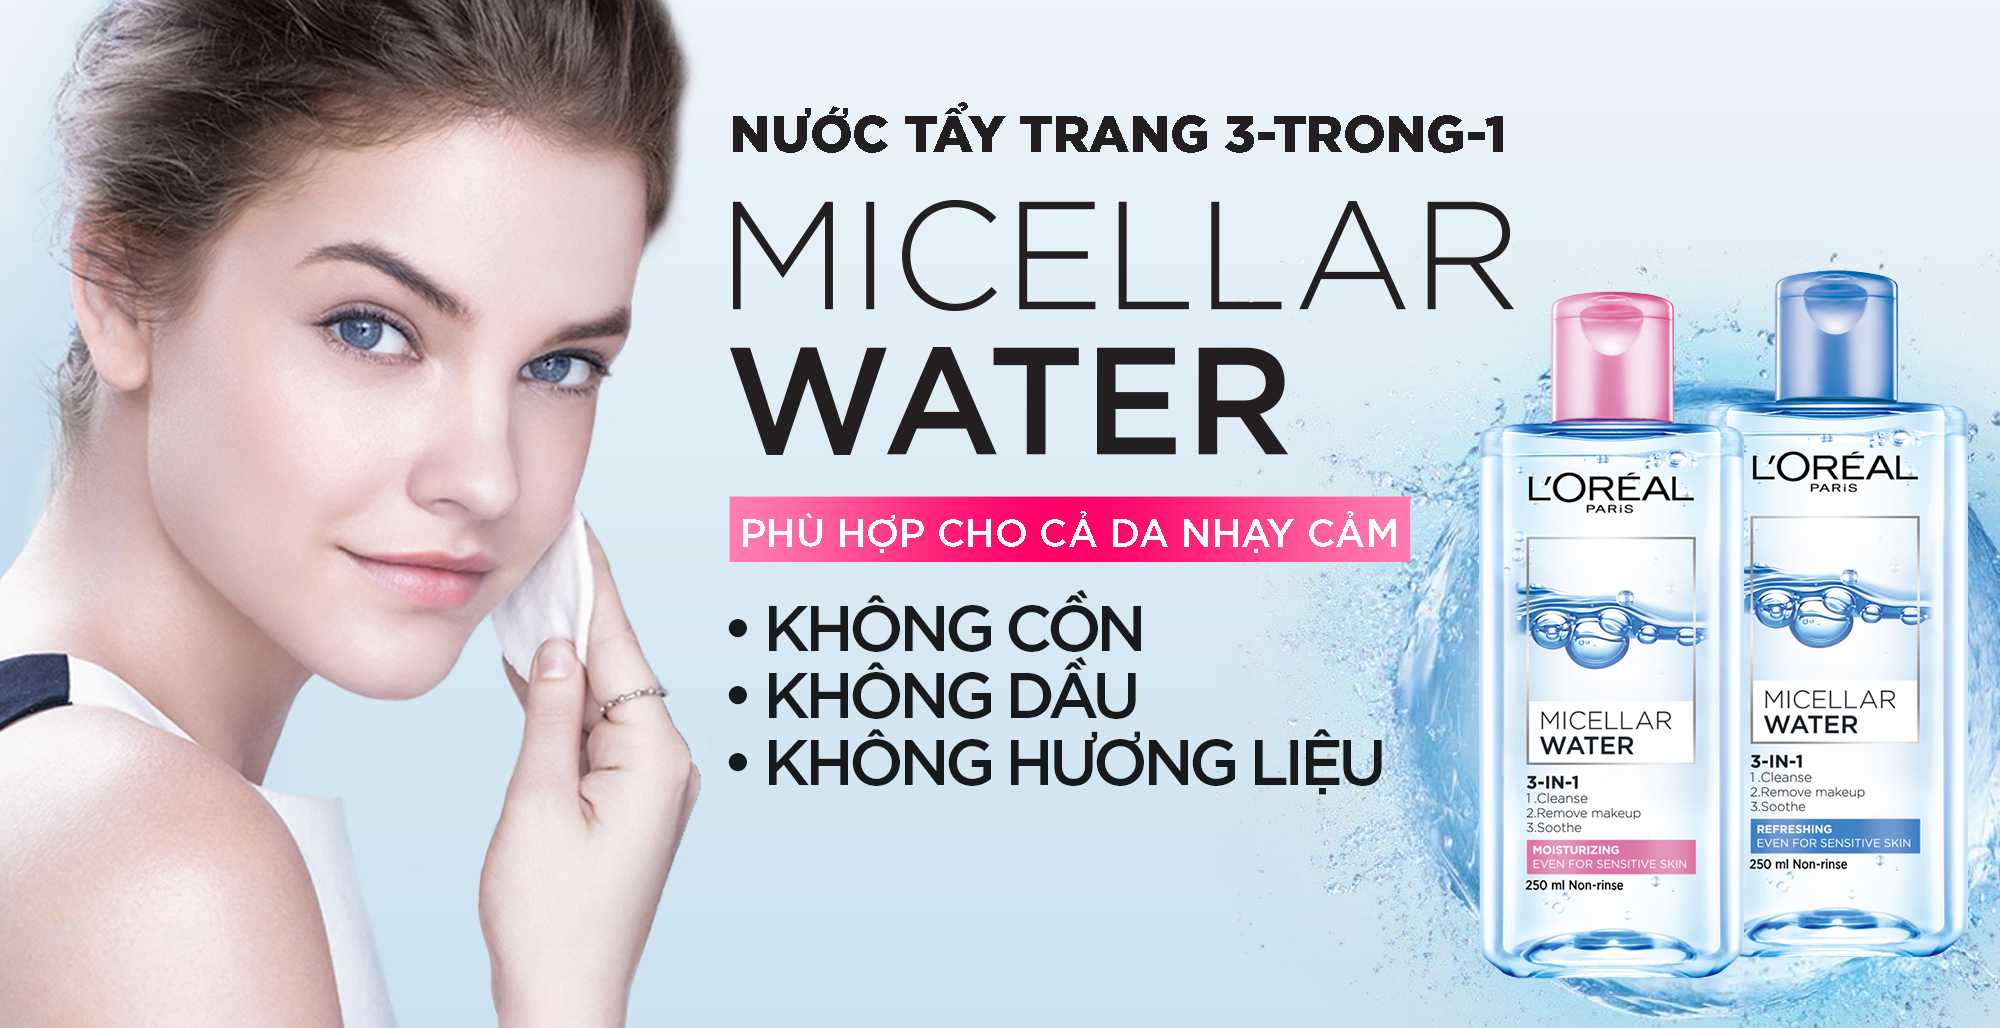 NƯỚC TẨY TRANG 3-TRONG-1
MICELLAR
WATER
PHÙ HỢP CHO CẢ DA NHẠY CẢM
• KHÔNG CỒN
• KHÔNG DẦU
• KHÔNG HƯƠNG LIỆU
L'ORÉAL
PARiS
MICELLAR
WATER
3-IN-1
1.Cleanse
2.Remove makeup
3.Soothe
MOISTURIZING
EVEN FOR SENSITIVE SKIN
250 ml Non-rinse
L'ORÉAL
PARiS
MICELLAR
WATER
3-IN-1
1.Cleanse
2.Remove makeup
3.Soothe
REFRESHING
EVEN FOR SENSITIVE SKIN
250 ml Non-rinse